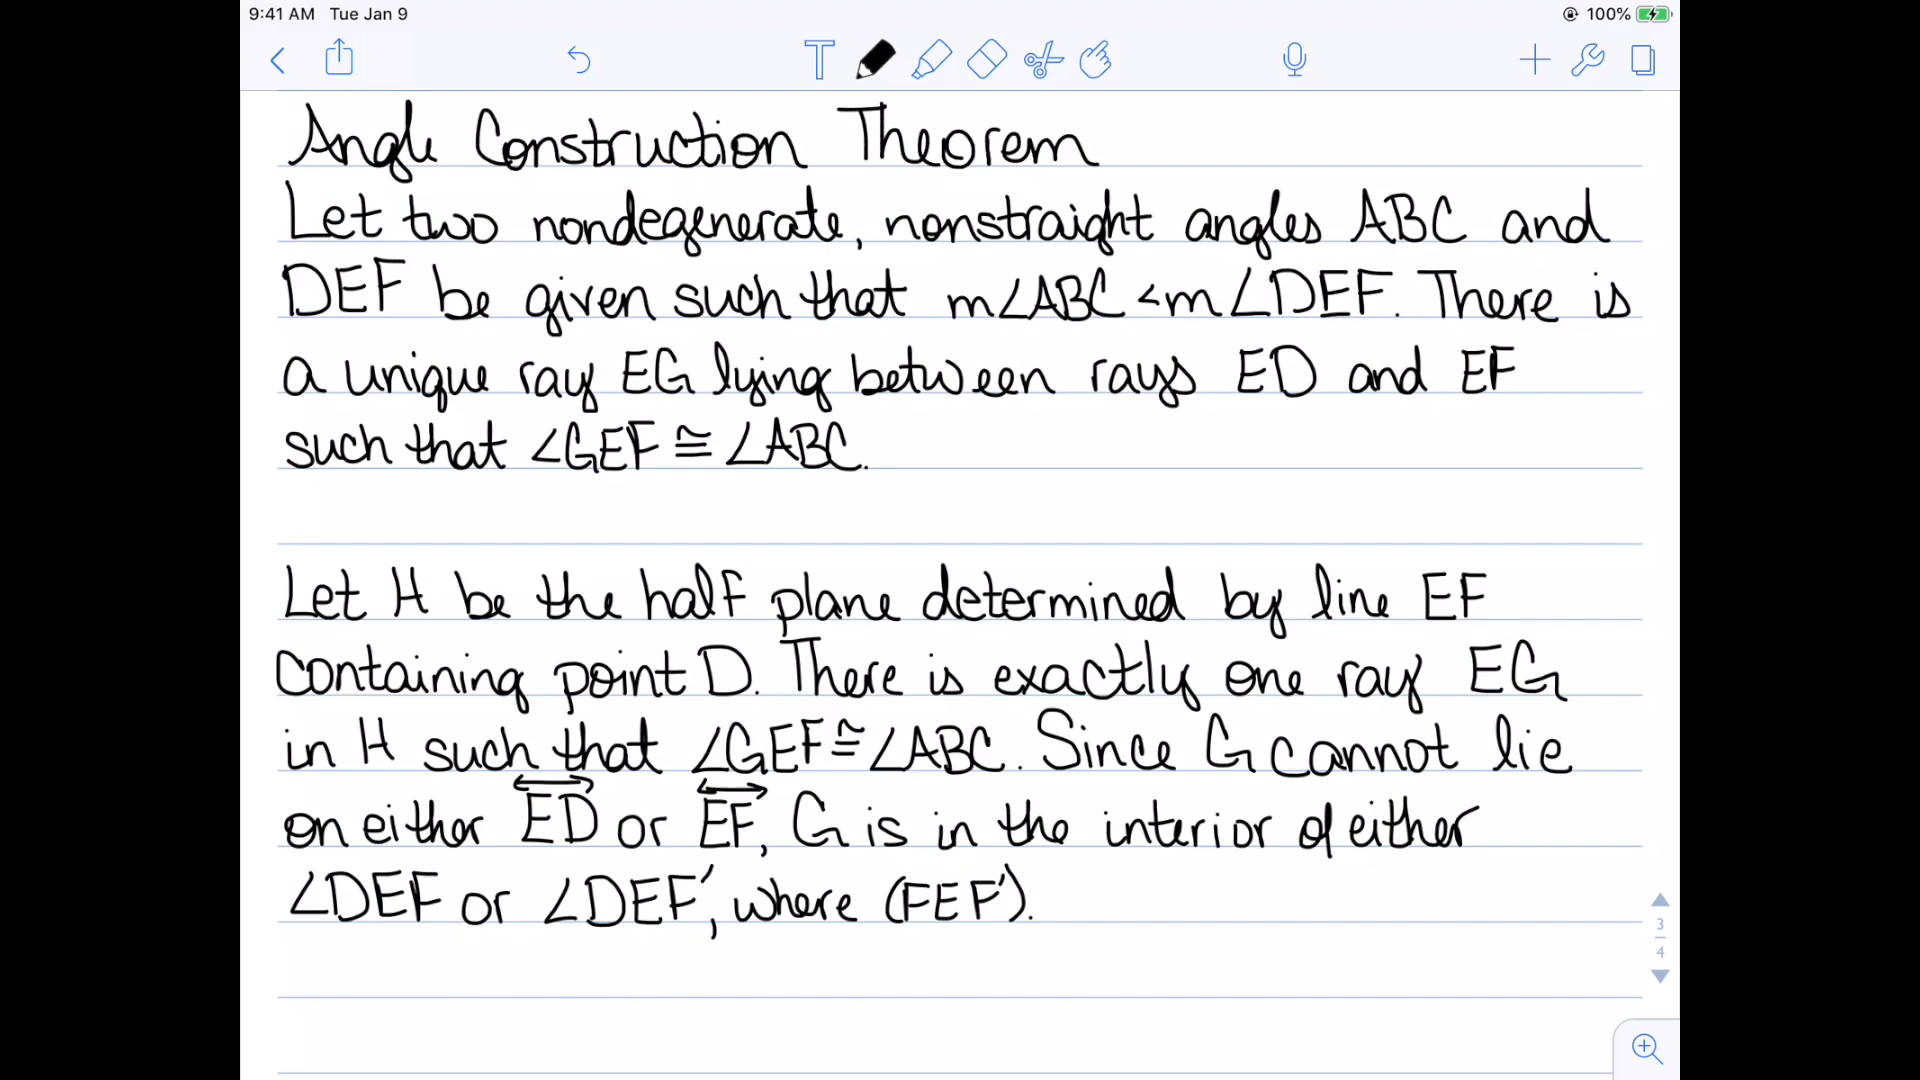 9:41 AM Tue Jan 9 100%
T
Angle Construction Theorem
Let two nondegenerate, nonstraight angles ABC and
DEF be given such that m∠ABC < m∠DEF. There is
a unique ray EG lying between rays ED and EF
such that ∠GEF ≅ ∠ABC.
Let H be the half plane determined by line EF
containing point D. There is exactly one ray EG
in H such that ∠GEF ≅ ∠ABC. Since G cannot lie
on either \overleftrightarrow{ED} or \overleftrightarrow{EF}, G is in the interior of either
∠DEF or ∠DEF', where (FEF').
3
4